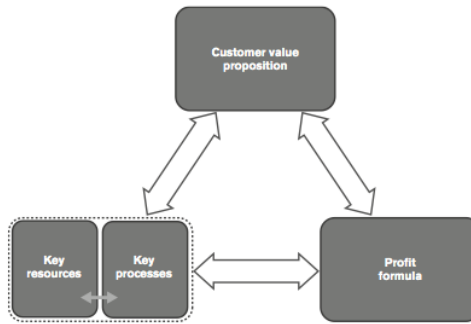 Customer value
proposition
Key
resources
Key
processes
Profit
formula